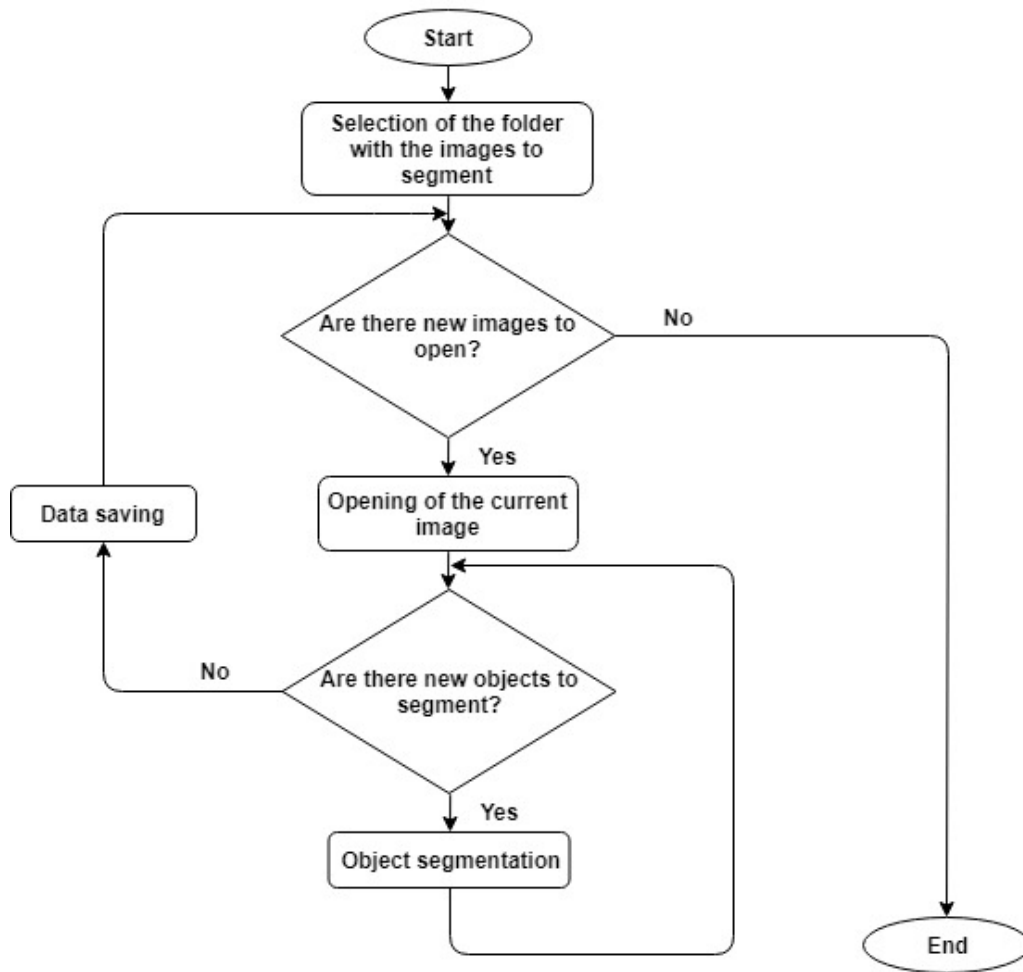 Start
Selection of the folder
with the images to
segment
Are there new images to
open?
No
Yes
Opening of the current
image
Data saving
Are there new objects to
segment?
No
Yes
Object segmentation
End